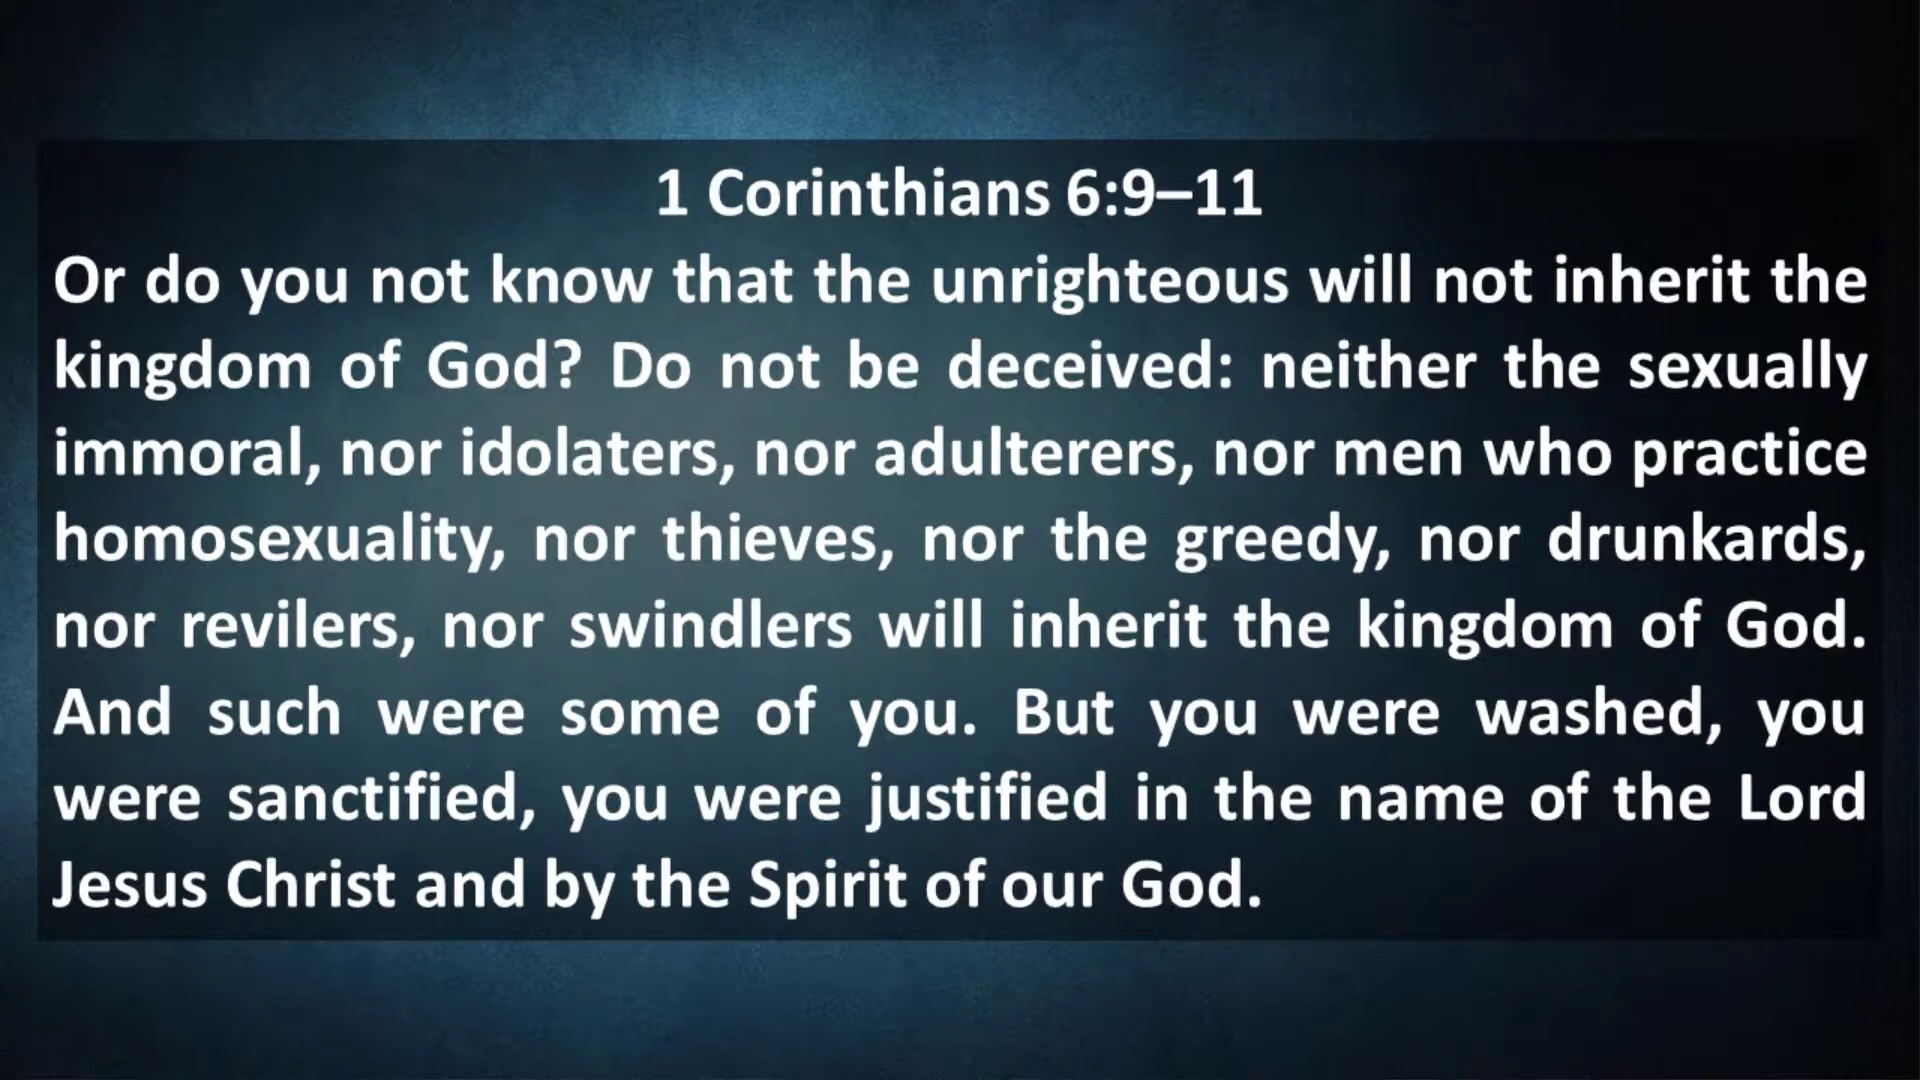 1 Corinthians 6:9–11
Or do you not know that the unrighteous will not inherit the
kingdom of God? Do not be deceived: neither the sexually
immoral, nor idolaters, nor adulterers, nor men who practice
homosexuality, nor thieves, nor the greedy, nor drunkards,
nor revilers, nor swindlers will inherit the kingdom of God.
And such were some of you. But you were washed, you
were sanctified, you were justified in the name of the Lord
Jesus Christ and by the Spirit of our God.